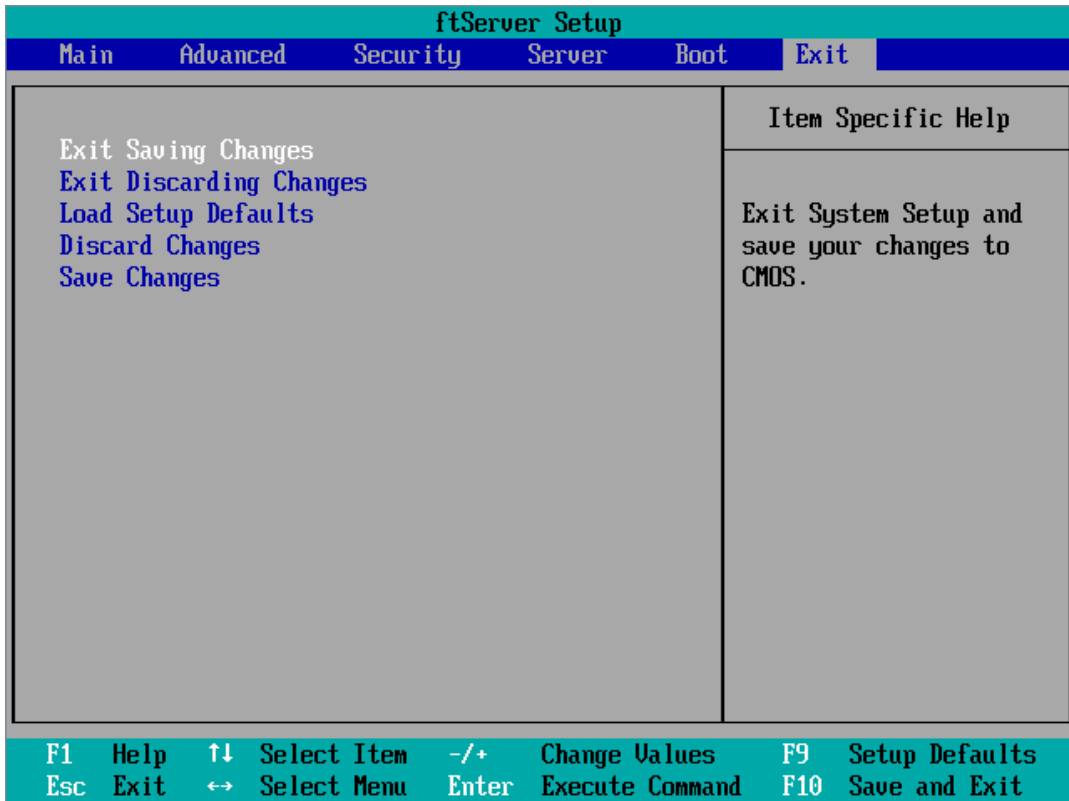 ftServer Setup
Main Advanced Security Server Boot Exit
Exit Saving Changes
Exit Discarding Changes
Load Setup Defaults
Discard Changes
Save Changes
Item Specific Help
Exit System Setup and
save your changes to
CMOS.
F1 Help ↑↓ Select Item -/+ Change Values F9 Setup Defaults
Esc Exit ↔ Select Menu Enter Execute Command F10 Save and Exit